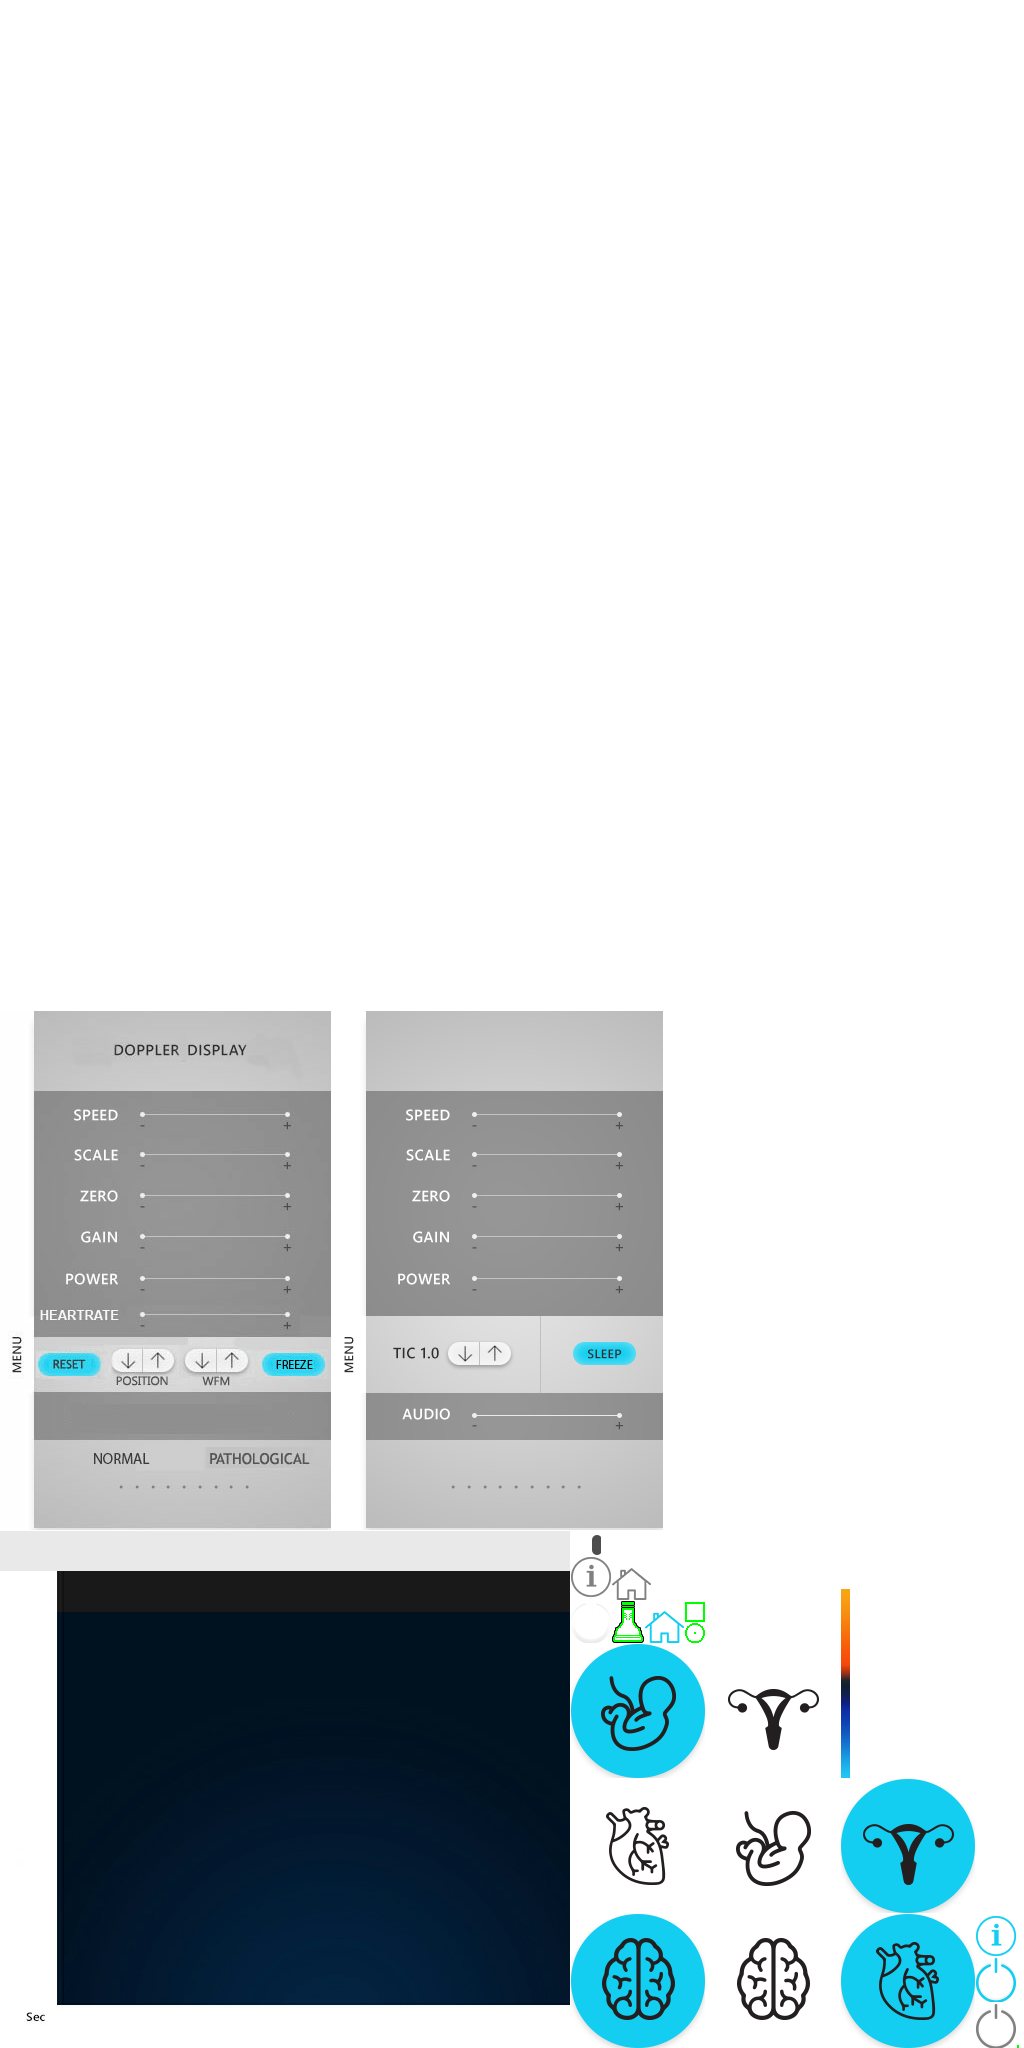 DOPPLER DISPLAY
SPEED
- +
SCALE
- +
ZERO
- +
GAIN
- +
POWER
- +
HEARTRATE
- +
MENU
RESET
POSITION
WFM
FREEZE
NORMAL PATHOLOGICAL
SPEED
- +
SCALE
- +
ZERO
- +
GAIN
- +
POWER
- +
MENU
TIC 1.0
SLEEP
AUDIO
- +
i
i
Sec